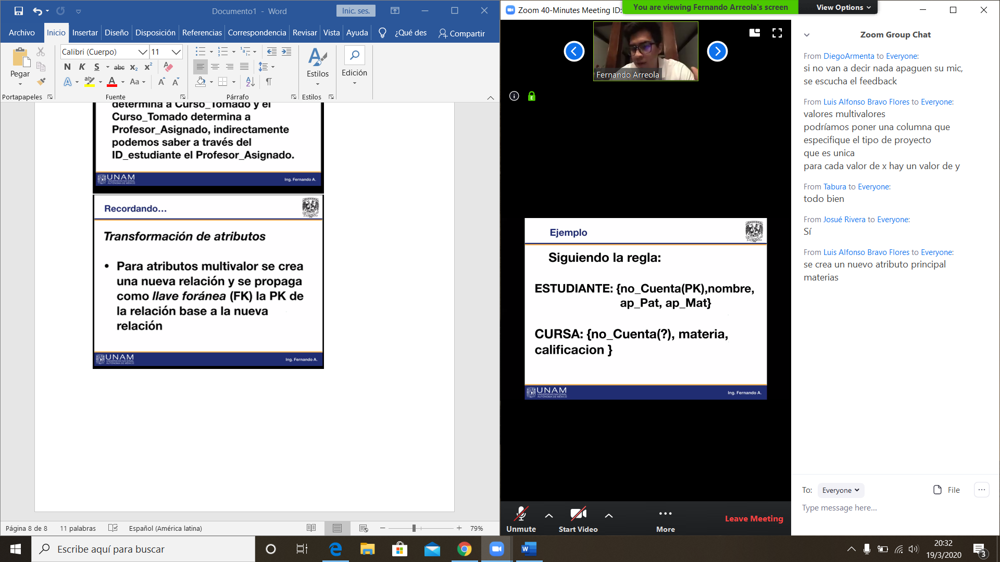 Documento1 - Word
Inic. ses.
Archivo
Inicio
Insertar
Diseño
Disposición
Referencias
Correspondencia
Revisar
Vista
Ayuda
¿Qué des
Compartir
Pegar
Calibri (Cuerpo)
11
N K S abc x₂ x²
A ab A Aa A A
Estilos
Edición
Portapapeles
Fuente
Párrafo
Estilos
determina a Curso_Tomado y el
Curso_Tomado determina a
Profesor_Asignado, indirectamente
podemos saber a través del
ID_estudiante el Profesor_Asignado.
UNAM
Ing. Fernando A.
Recordando...
Transformación de atributos
• Para atributos multivalor se crea
una nueva relación y se propaga
como llave foránea (FK) la PK de
la relación base a la nueva
relación
UNAM
Ing. Fernando A.
Página 8 de 8
11 palabras
Español (América latina)
79%
Zoom 40-Minutes Meeting ID:
You are viewing Fernando Arreola's screen
View Options
Fernando Arreola
Ejemplo
Siguiendo la regla:
ESTUDIANTE: {no_Cuenta(PK),nombre,
ap_Pat, ap_Mat}
CURSA: {no_Cuenta(?), materia,
calificacion }
UNAM
UNIVERSIDAD NACIONAL
AUTÓNOMA DE MÉXICO
Ing. Fernando A.
Unmute
Start Video
More
Leave Meeting
Zoom Group Chat
From DiegoArmenta to Everyone:
si no van a decir nada apaguen su mic,
se escucha el feedback
From Luis Alfonso Bravo Flores to Everyone:
valores multivalores
podríamos poner una columna que
especifique el tipo de proyecto
que es unica
para cada valor de x hay un valor de y
From Tabura to Everyone:
todo bien
From Josué Rivera to Everyone:
Sí
From Luis Alfonso Bravo Flores to Everyone:
se crea un nuevo atributo principal
materias
To: Everyone
File
Type message here...
Escribe aquí para buscar
20:32
19/3/2020
3